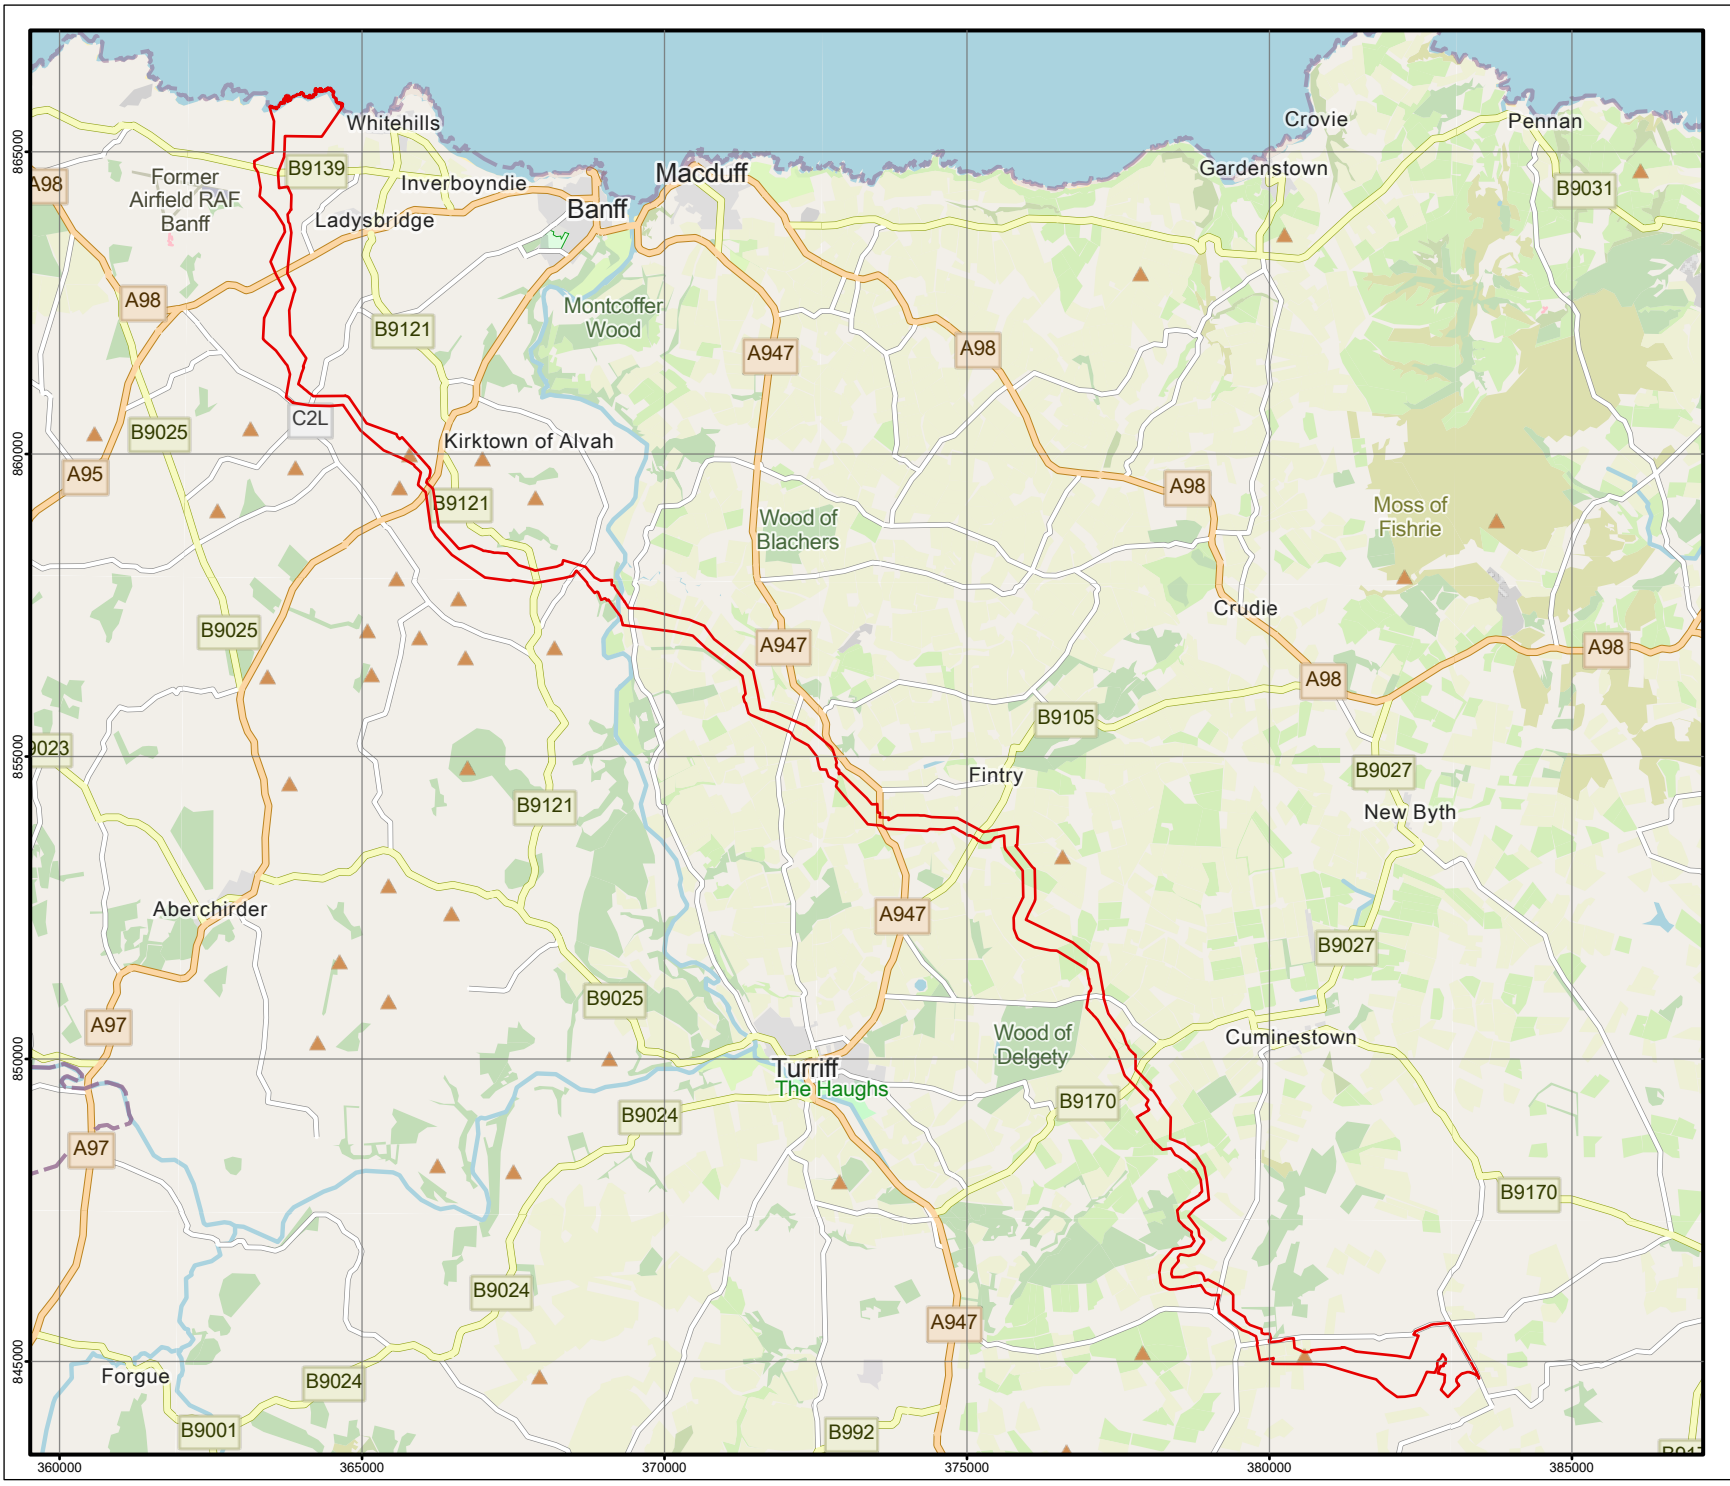 Crovie
Pennan
Whitehills
865000
B9139
Gardenstown
Macduff
A98
Former
Airfield RAF
Banff
Inverboyndie
B9031
Banff
Ladysbridge
A98
Montcoffer
Wood
B9121
A947
A98
C2L
B9025
Kirktown of Alvah
860000
A95
A98
B9121
Wood of
Blachers
Moss of
Fishrie
Crudie
B9025
A947
A98
A98
B9105
9023
855000
Fintry
B9027
B9121
New Byth
Aberchirder
A947
B9027
B9025
A97
Wood of
Delgety
Cuminestown
850000
Turriff
The Haughs
B9170
B9024
A97
B9170
B9024
A947
845000
Forgue
B9024
B9001
B992
360000
365000
370000
375000
380000
385000